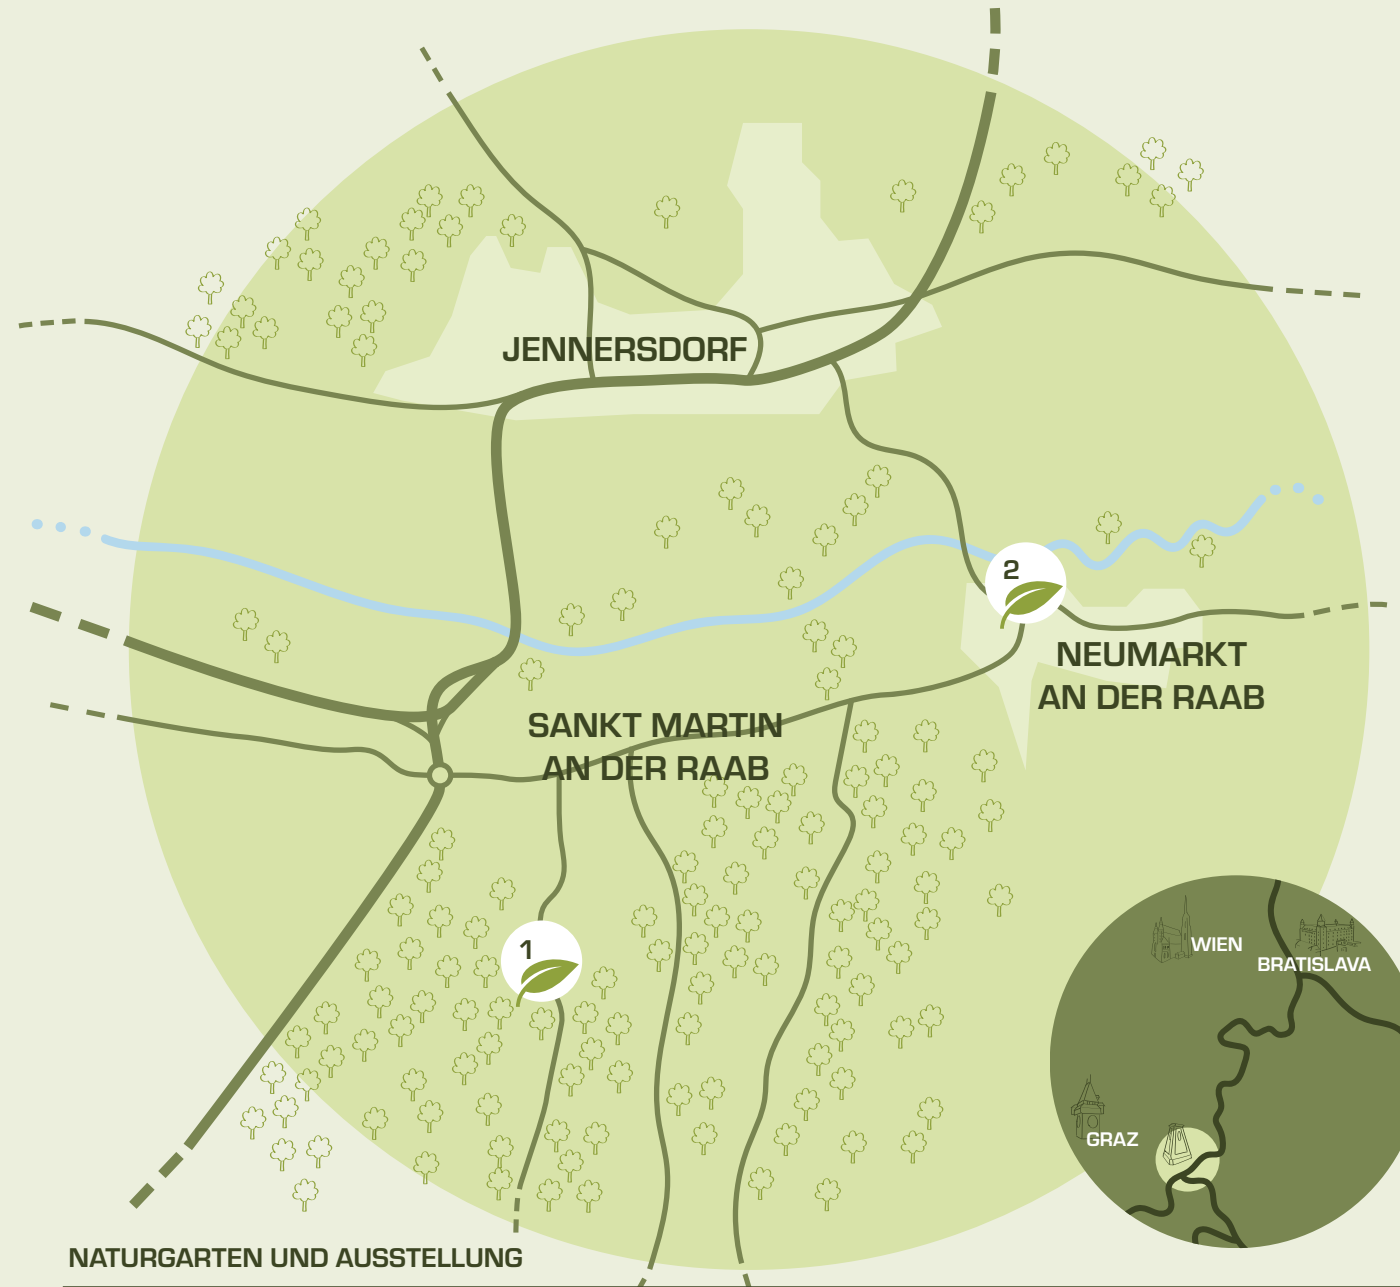 JENNERSDORF
2
NEUMARKT
AN DER RAAB
SANKT MARTIN
AN DER RAAB
1
WIEN
BRATISLAVA
GRAZ
NATURGARTEN UND AUSSTELLUNG